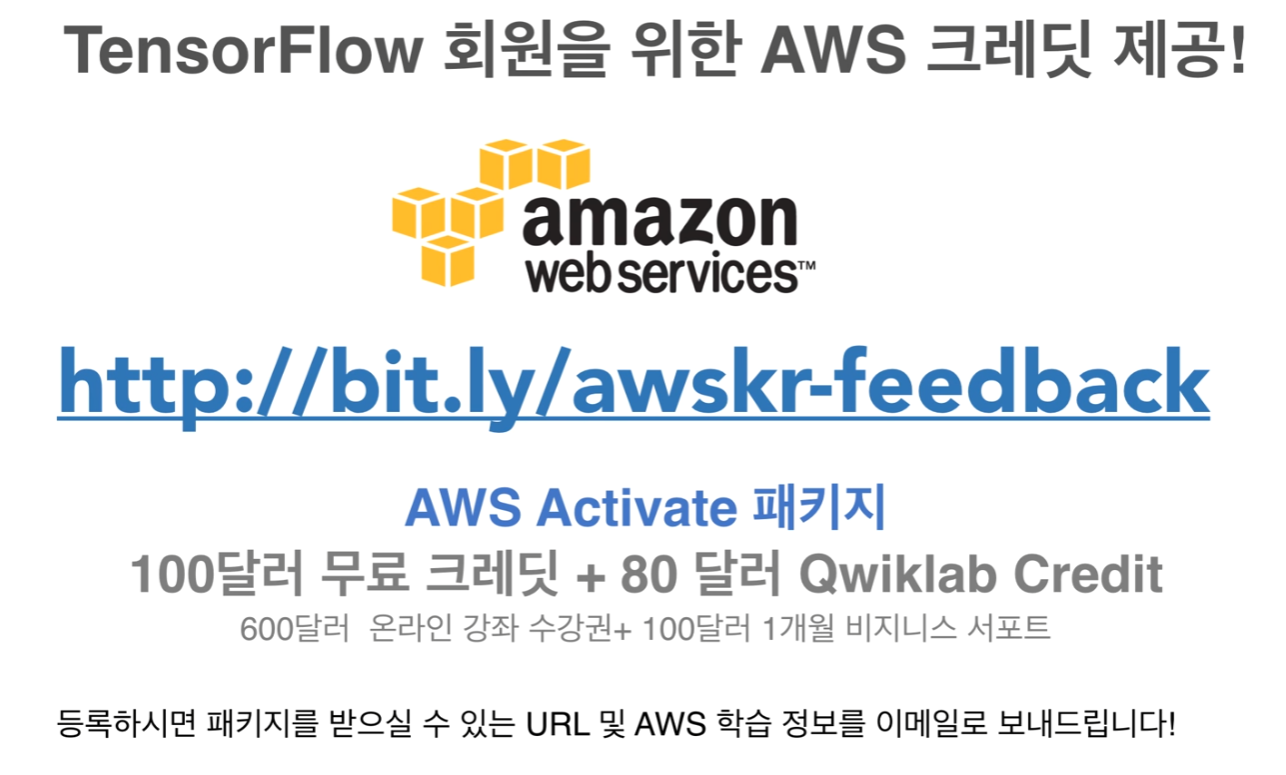 TensorFlow 회원을 위한 AWS 크레딧 제공!
amazon
web services™
http://bit.ly/awskr-feedback
AWS Activate 패키지
100달러 무료 크레딧 + 80 달러 Qwiklab Credit
600달러  온라인 강좌 수강권+ 100달러 1개월 비지니스 서포트
등록하시면 패키지를 받으실 수 있는 URL 및 AWS 학습 정보를 이메일로 보내드립니다!